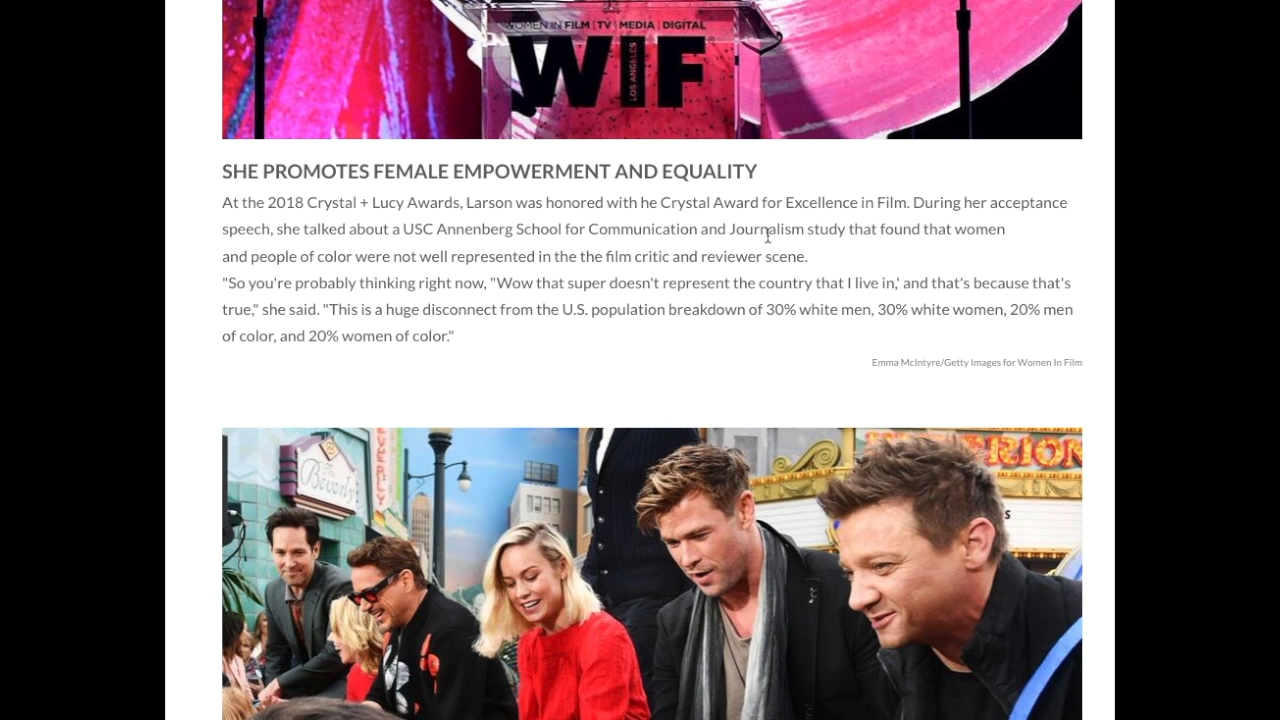 WOMEN IN FILM | TV | MEDIA | DIGITAL
WIF
LOS ANGELES
SHE PROMOTES FEMALE EMPOWERMENT AND EQUALITY
At the 2018 Crystal + Lucy Awards, Larson was honored with he Crystal Award for Excellence in Film. During her acceptance
speech, she talked about a USC Annenberg School for Communication and Journalism study that found that women
and people of color were not well represented in the the film critic and reviewer scene.
"So you're probably thinking right now, "Wow that super doesn't represent the country that I live in,' and that's because that's
true," she said. "This is a huge disconnect from the U.S. population breakdown of 30% white men, 30% white women, 20% men
of color, and 20% women of color."
Emma McIntyre/Getty Images for Women In Film
The
Beverly